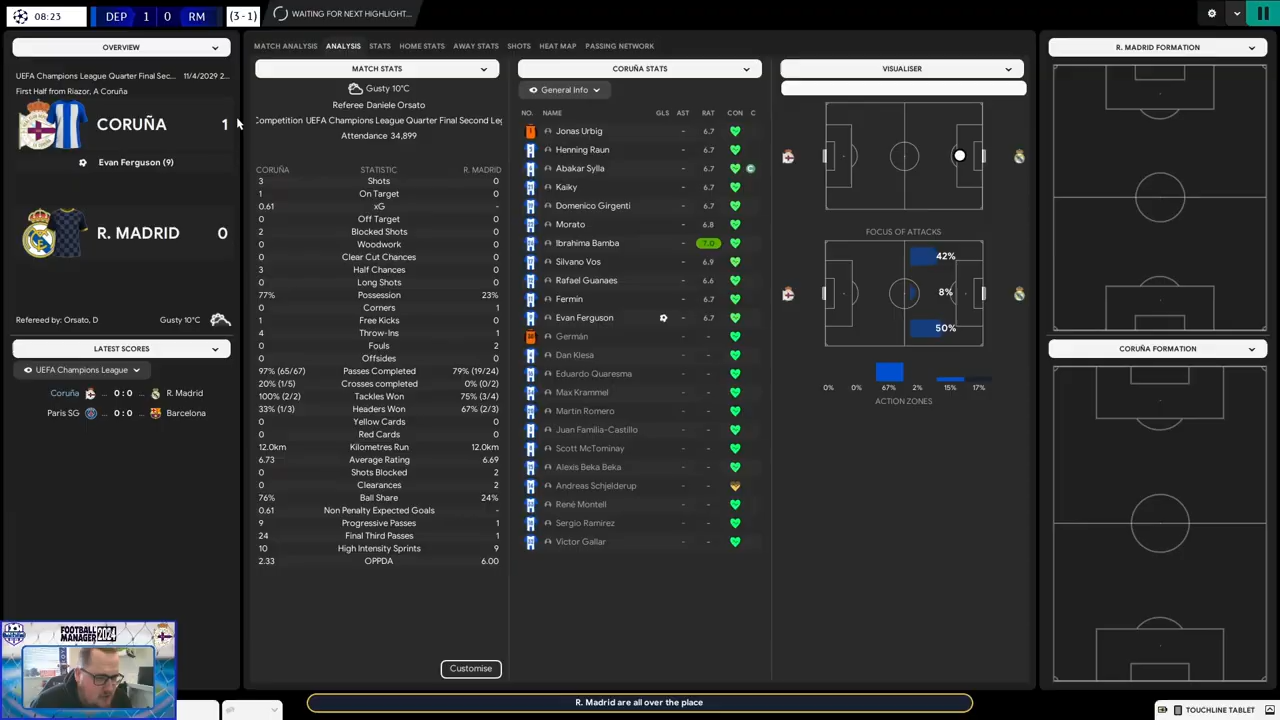 08:23 DEP 1 0 RM (3-1) WAITING FOR NEXT HIGHLIGHT...
OVERVIEW
UEFA Champions League Quarter Final Sec... 11/4/2029 2...
First Half from Riazor, A Coruña
CORUÑA 1
Evan Ferguson (9)
R. MADRID 0
Refereed by: Orsato, D Gusty 10°C
LATEST SCORES
UEFA Champions League
Coruña ... 0 : 0 ... R. Madrid
Paris SG ... 0 : 0 ... Barcelona
FOOTBALL
MANAGER 2024
MATCH ANALYSIS ANALYSIS STATS HOME STATS AWAY STATS SHOTS HEAT MAP PASSING NETWORK
MATCH STATS
Gusty 10°C
Referee Daniele Orsato
Competition UEFA Champions League Quarter Final Second Leg
Attendance 34,899
CORUÑA STATISTIC R. MADRID
3 Shots 0
1 On Target 0
0.61 xG -
0 Off Target 0
2 Blocked Shots 0
0 Woodwork 0
0 Clear Cut Chances 0
3 Half Chances 0
0 Long Shots 0
77% Possession 23%
0 Corners 1
1 Free Kicks 0
4 Throw-Ins 1
0 Fouls 2
0 Offsides 0
97% (65/67) Passes Completed 79% (19/24)
20% (1/5) Crosses completed 0% (0/2)
100% (2/2) Tackles Won 75% (3/4)
33% (1/3) Headers Won 67% (2/3)
0 Yellow Cards 0
0 Red Cards 0
12.0km Kilometres Run 12.0km
6.73 Average Rating 6.69
0 Shots Blocked 2
0 Clearances 2
76% Ball Share 24%
0.61 Non Penalty Expected Goals -
9 Progressive Passes 1
24 Final Third Passes 1
10 High Intensity Sprints 9
2.33 OPPDA 6.00
Customise
CORUÑA STATS
General Info
NO. NAME GLS AST RAT CON C
Jonas Urbig - 6.7
Henning Raun - 6.7
Abakar Sylla - 6.7 C
Kaiky - 6.7
Domenico Girgenti - 6.7
Morato - 6.8
Ibrahima Bamba - 7.0
Silvano Vos - 6.9
Rafael Guanaes - 6.6
Fermin - 6.7
Evan Ferguson - 6.7
Germán - -
Dan Klesa - -
Eduardo Quaresma - -
Max Krammel - -
Martín Romero - -
Juan Familia-Castillo - -
Scott McTominay - -
Alexis Beka Beka - -
Andreas Schjelderup - -
René Montell - -
Sergio Ramirez - -
Víctor Gallar - -
VISUALISER
FOCUS OF ATTACKS
42%
8%
50%
0% 0% 67% 15% 17%
ACTION ZONES
R. MADRID FORMATION
CORUÑA FORMATION
R. Madrid are all over the place
TOUCHLINE TABLET